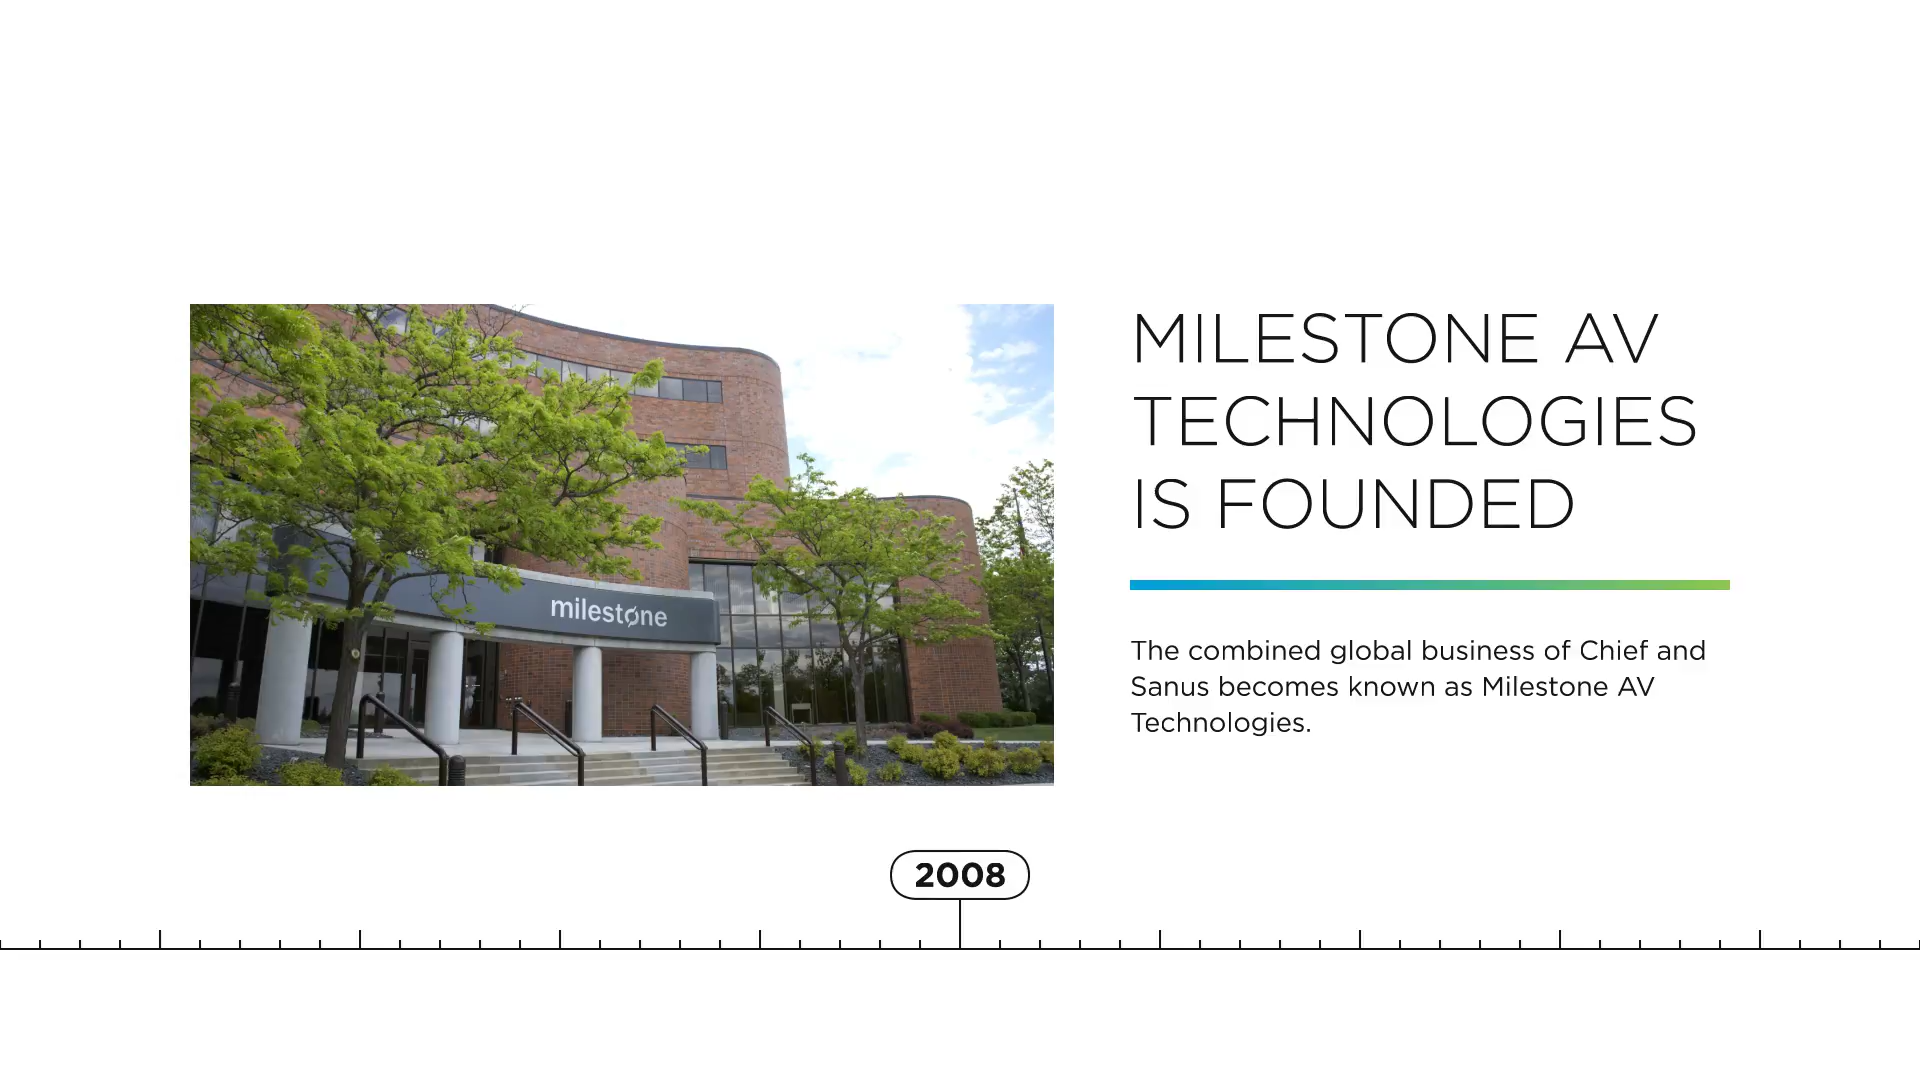 MILESTONE AV
TECHNOLOGIES
IS FOUNDED
milestone
The combined global business of Chief and
Sanus becomes known as Milestone AV
Technologies.
2008